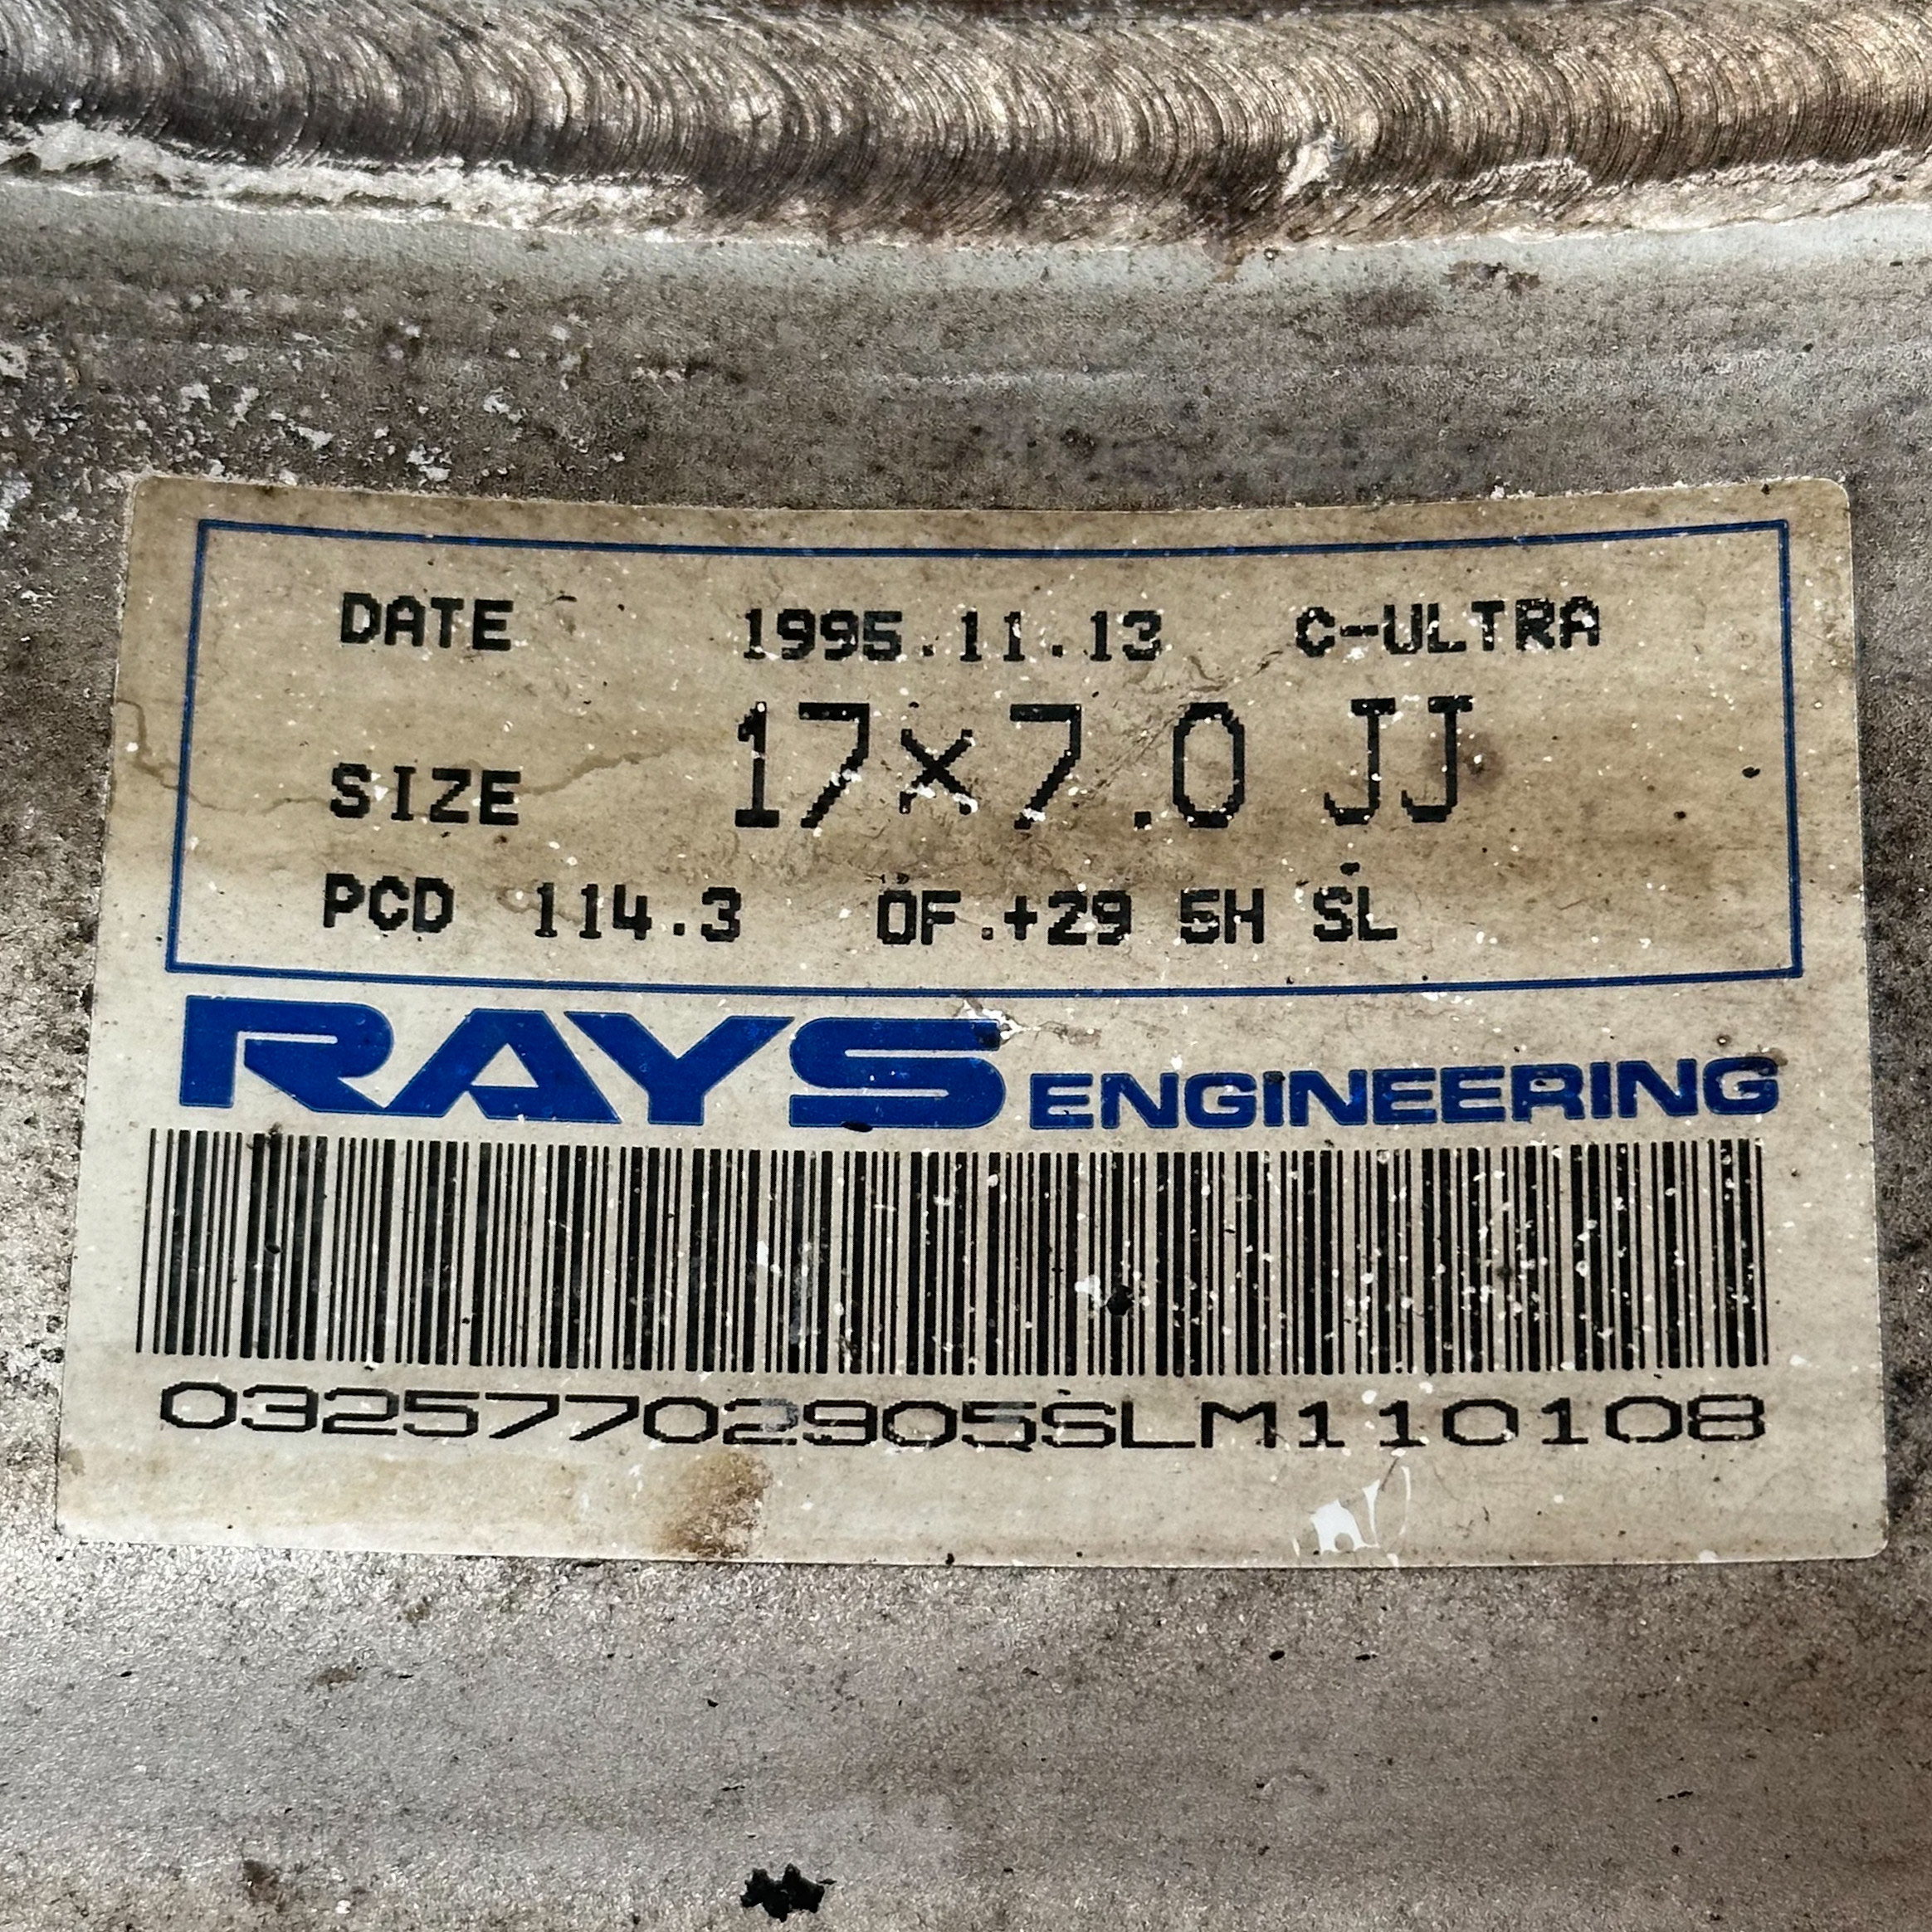 DATE 1995.11.13 C-ULTRA
SIZE 17×7.0 JJ
PCD 114.3 OF.+29 5H SL
RAYS ENGINEERING
03257702905SLM110108